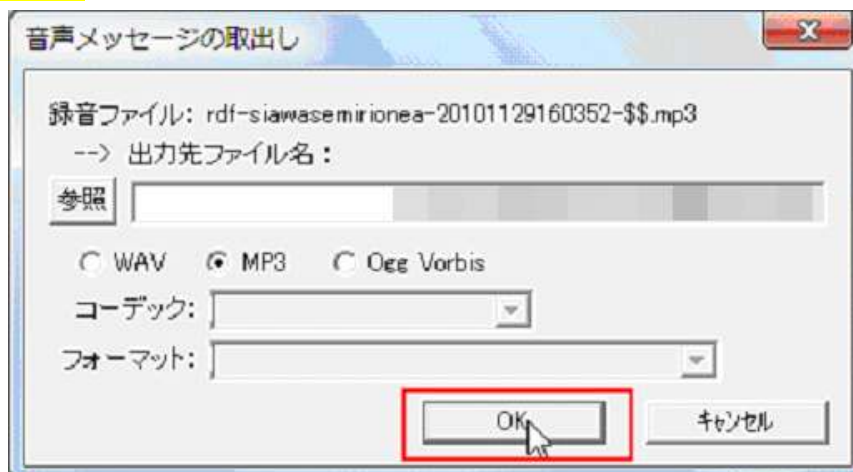 音声メッセージの取出し
録音ファイル: rdf-siawasemirionea-20101129160352-$$.mp3
--> 出力先ファイル名:
参照
WAV MP3 Ogg Vorbis
コーデック:
フォーマット:
OK キャンセル